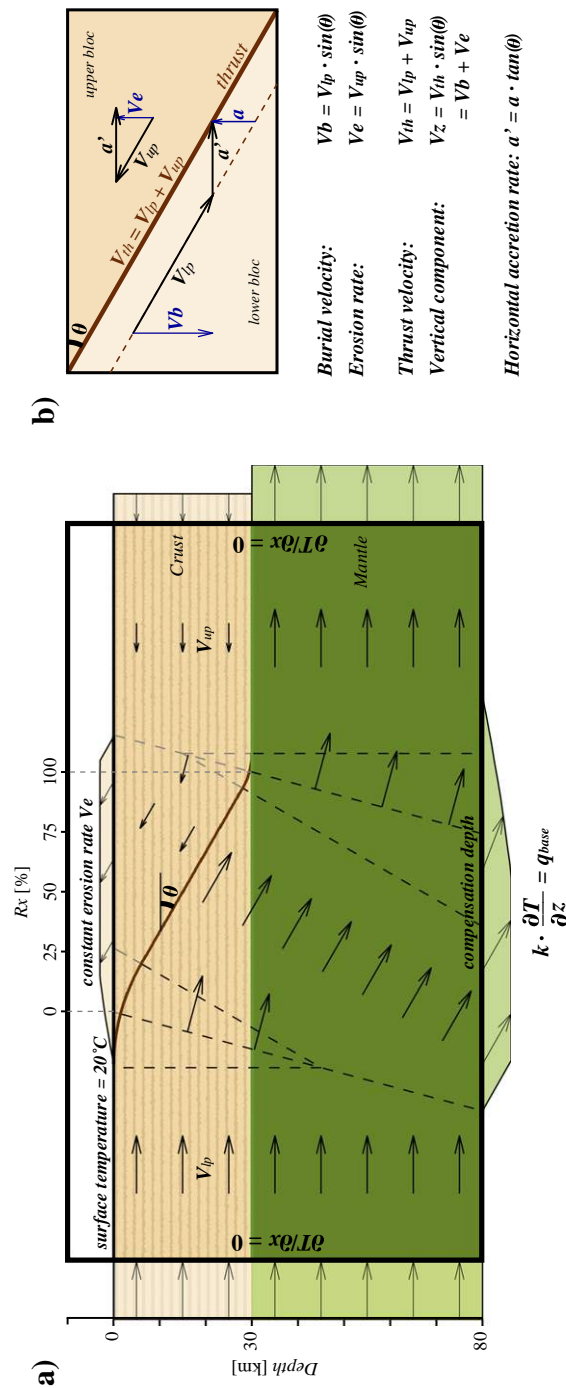 a)
Rx [%]
0
25
50
75
100
surface temperature = 20°C
constant erosion rate Ve
Depth [km]
0
30
80
Vlp
Vup
θ
Crust
Mantle
∂T/∂x = 0
∂T/∂x = 0
compensation depth
k · ∂T/∂z = qbase
b)
θ
upper bloc
a'
Ve
Vup
Vth = Vlp + Vup
thrust
Vlp
Vb
a'
a
lower bloc
Burial velocity: Vb = Vlp · sin(θ)
Erosion rate: Ve = Vup · sin(θ)
Thrust velocity: Vth = Vlp + Vup
Vertical component: Vz = Vth · sin(θ)
= Vb + Ve
Horizontal accretion rate: a' = a · tan(θ)